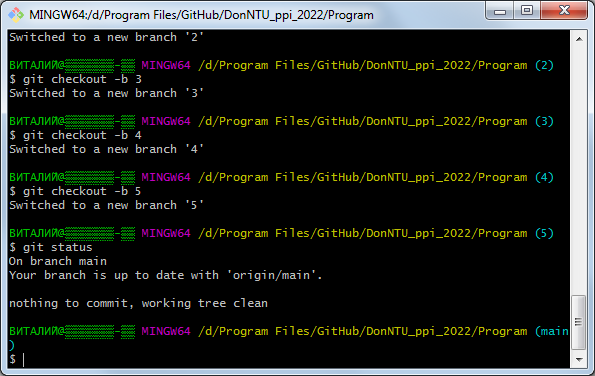 MINGW64:/d/Program Files/GitHub/DonNTU_ppi_2022/Program
Switched to a new branch '2'
ВИТАЛИЙ@▒▒▒▒▒▒▒-▒▒ MINGW64 /d/Program Files/GitHub/DonNTU_ppi_2022/Program (2)
$ git checkout -b 3
Switched to a new branch '3'
ВИТАЛИЙ@▒▒▒▒▒▒▒-▒▒ MINGW64 /d/Program Files/GitHub/DonNTU_ppi_2022/Program (3)
$ git checkout -b 4
Switched to a new branch '4'
ВИТАЛИЙ@▒▒▒▒▒▒▒-▒▒ MINGW64 /d/Program Files/GitHub/DonNTU_ppi_2022/Program (4)
$ git checkout -b 5
Switched to a new branch '5'
ВИТАЛИЙ@▒▒▒▒▒▒▒-▒▒ MINGW64 /d/Program Files/GitHub/DonNTU_ppi_2022/Program (5)
$ git status
On branch main
Your branch is up to date with 'origin/main'.
nothing to commit, working tree clean
ВИТАЛИЙ@▒▒▒▒▒▒▒-▒▒ MINGW64 /d/Program Files/GitHub/DonNTU_ppi_2022/Program (main
)
$